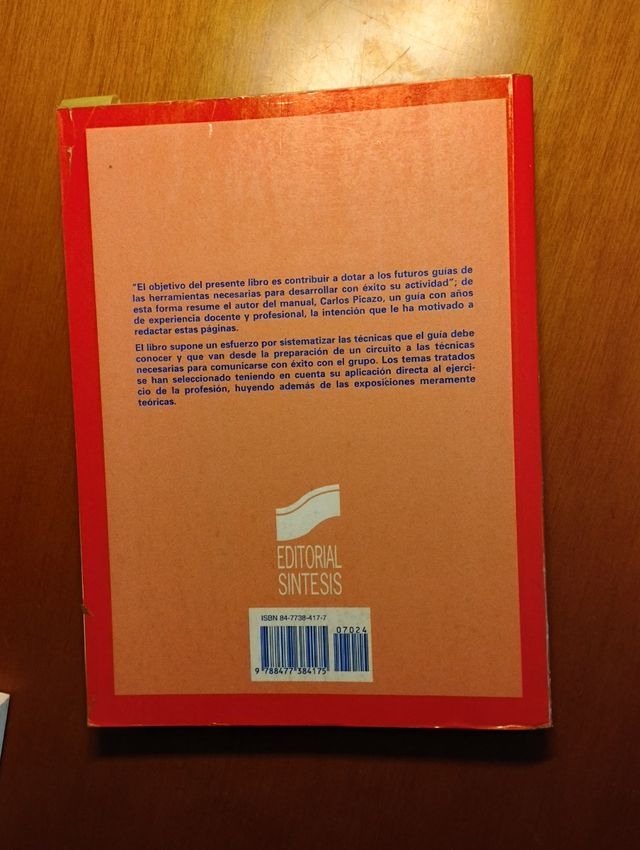 "El objetivo del presente libro es contribuir a dotar a los futuros guías de
las herramientas necesarias para desarrollar con éxito su actividad"; de
esta forma resume el autor del manual, Carlos Picazo, un guía con años
de experiencia docente y profesional, la intención que le ha motivado a
redactar estas páginas.
El libro supone un esfuerzo por sistematizar las técnicas que el guía debe
conocer y que van desde la preparación de un circuito a las técnicas
necesarias para comunicarse con éxito con el grupo. Los temas tratados
se han seleccionado teniendo en cuenta su aplicación directa al ejerci-
cio de la profesión, huyendo además de las exposiciones meramente
teóricas.
EDITORIAL
SINTESIS
ISBN 84-7738-417-7
07024
9 788477 384175